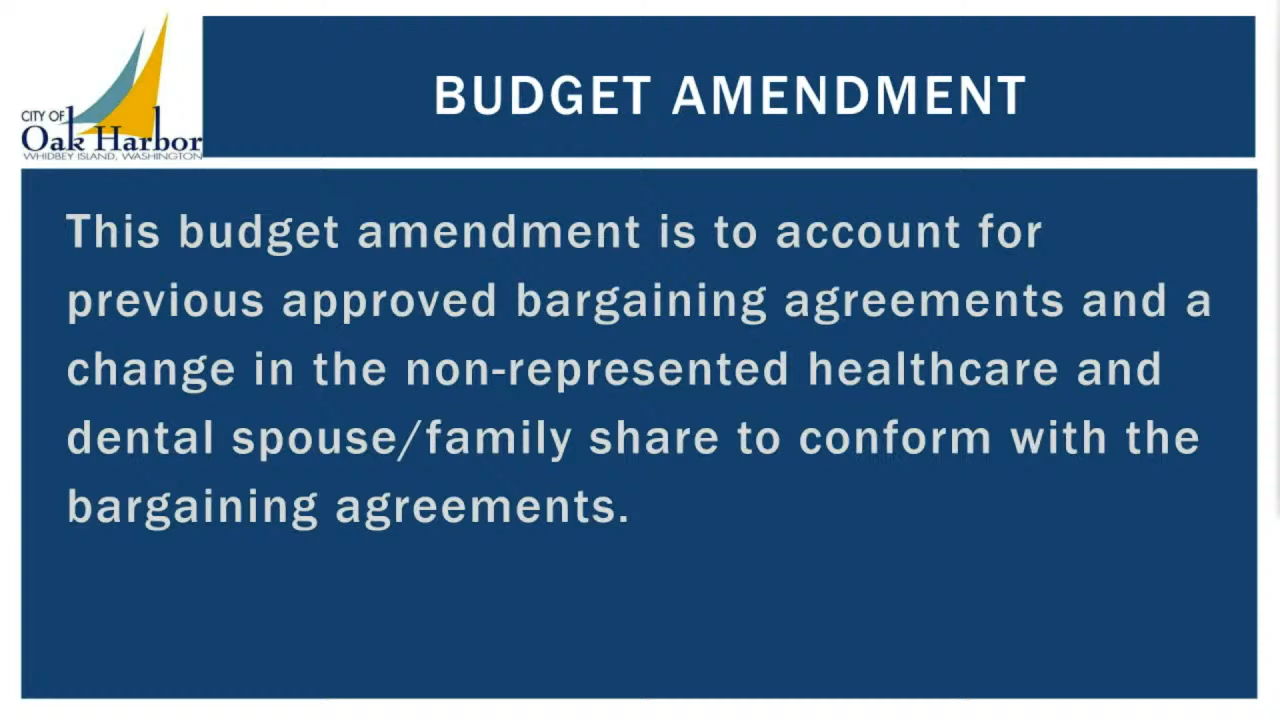 CITY OF
Oak Harbor
WHIDBEY ISLAND, WASHINGTON
BUDGET AMENDMENT
This budget amendment is to account for
previous approved bargaining agreements and a
change in the non-represented healthcare and
dental spouse/family share to conform with the
bargaining agreements.